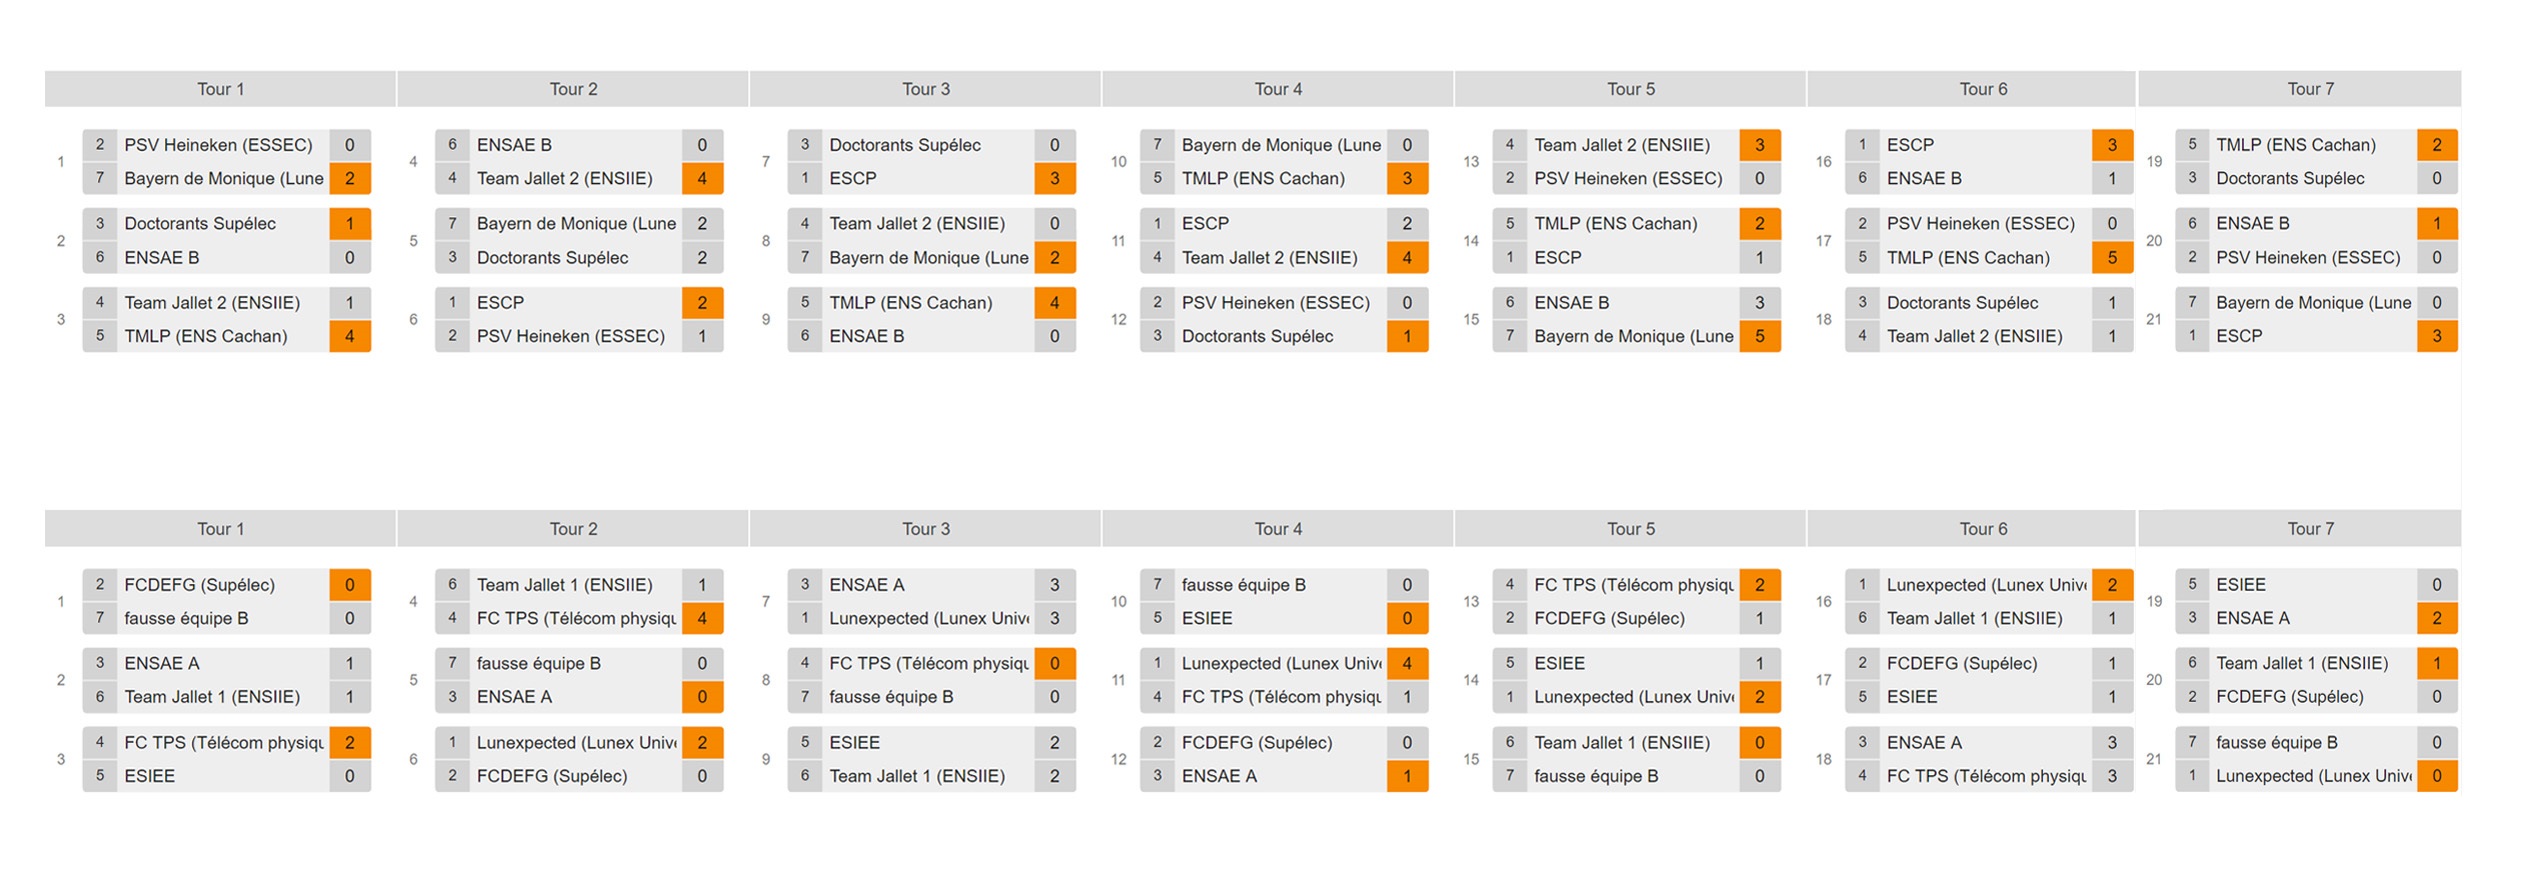 Tour 1 Tour 2 Tour 3 Tour 4 Tour 5 Tour 6 Tour 7
2 PSV Heineken (ESSEC) 0 6 ENSAE B 0 3 Doctorants Supélec 0 7 Bayern de Monique (Lune 0 4 Team Jallet 2 (ENSIIE) 3 1 ESCP 3 5 TMLP (ENS Cachan) 2
1 4 7 10 13 16 19
7 Bayern de Monique (Lune 2 4 Team Jallet 2 (ENSIIE) 4 1 ESCP 3 5 TMLP (ENS Cachan) 3 2 PSV Heineken (ESSEC) 0 6 ENSAE B 1 3 Doctorants Supélec 0
3 Doctorants Supélec 1 7 Bayern de Monique (Lune 2 4 Team Jallet 2 (ENSIIE) 0 1 ESCP 2 5 TMLP (ENS Cachan) 2 2 PSV Heineken (ESSEC) 0 6 ENSAE B 1
2 5 8 11 14 17 20
6 ENSAE B 0 3 Doctorants Supélec 2 7 Bayern de Monique (Lune 2 4 Team Jallet 2 (ENSIIE) 4 1 ESCP 1 5 TMLP (ENS Cachan) 5 2 PSV Heineken (ESSEC) 0
4 Team Jallet 2 (ENSIIE) 1 1 ESCP 2 5 TMLP (ENS Cachan) 4 2 PSV Heineken (ESSEC) 0 6 ENSAE B 3 3 Doctorants Supélec 1 7 Bayern de Monique (Lune 0
3 6 9 12 15 18 21
5 TMLP (ENS Cachan) 4 2 PSV Heineken (ESSEC) 1 6 ENSAE B 0 3 Doctorants Supélec 1 7 Bayern de Monique (Lune 5 4 Team Jallet 2 (ENSIIE) 1 1 ESCP 3
Tour 1 Tour 2 Tour 3 Tour 4 Tour 5 Tour 6 Tour 7
2 FCDEFG (Supélec) 0 6 Team Jallet 1 (ENSIIE) 1 3 ENSAE A 3 7 fausse équipe B 0 4 FC TPS (Télécom physiqu 2 1 Lunexpected (Lunex Unive 2 5 ESIEE 0
1 4 7 10 13 16 19
7 fausse équipe B 0 4 FC TPS (Télécom physiqu 4 1 Lunexpected (Lunex Unive 3 5 ESIEE 0 2 FCDEFG (Supélec) 1 6 Team Jallet 1 (ENSIIE) 1 3 ENSAE A 2
3 ENSAE A 1 7 fausse équipe B 0 4 FC TPS (Télécom physiqu 0 1 Lunexpected (Lunex Unive 4 5 ESIEE 1 2 FCDEFG (Supélec) 1 6 Team Jallet 1 (ENSIIE) 1
2 5 8 11 14 17 20
6 Team Jallet 1 (ENSIIE) 1 3 ENSAE A 0 7 fausse équipe B 0 4 FC TPS (Télécom physiqu 1 1 Lunexpected (Lunex Unive 2 5 ESIEE 1 2 FCDEFG (Supélec) 0
4 FC TPS (Télécom physiqu 2 1 Lunexpected (Lunex Unive 2 5 ESIEE 2 2 FCDEFG (Supélec) 0 6 Team Jallet 1 (ENSIIE) 0 3 ENSAE A 3 7 fausse équipe B 0
3 6 9 12 15 18 21
5 ESIEE 0 2 FCDEFG (Supélec) 0 6 Team Jallet 1 (ENSIIE) 2 3 ENSAE A 1 7 fausse équipe B 0 4 FC TPS (Télécom physiqu 3 1 Lunexpected (Lunex Unive 0